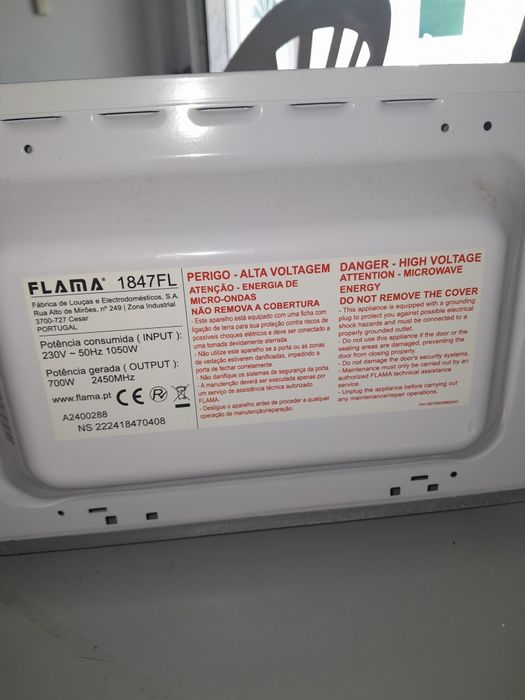 FLAMA® 1847FL
Fábrica de Louças e Electrodomésticos, S.A.
Rua Alto de Mirões, nº 249 | Zona Industrial
3700-727 Cesar
PORTUGAL
Potência consumida ( INPUT ):
230V ~ 50Hz 1050W
Potência gerada ( OUTPUT ):
700W 2450MHz
www.flama.pt CE
A2400288
NS 222418470408
PERIGO - ALTA VOLTAGEM
ATENÇÃO - ENERGIA DE
MICRO-ONDAS
NÃO REMOVA A COBERTURA
- Este aparelho está equipado com uma ficha com
ligação de terra para sua protecção contra riscos de
possíveis choques elétricos e deve ser conectado a
uma tomada devidamente aterrada.
- Não utilize este aparelho se a porta ou as zonas
de vedação estiverem danificadas, impedindo a
porta de fechar corretamente.
- Não danifique os sistemas de segurança da porta.
- A manutenção deverá ser executada apenas por
um serviço de assistência técnica autorizado
FLAMA.
- Desligue o aparelho antes de proceder a qualquer
operação de manutenção/reparação.
DANGER - HIGH VOLTAGE
ATTENTION - MICROWAVE
ENERGY
DO NOT REMOVE THE COVER
- This appliance is equipped with a grounding
plug to protect you against possible electrical
shock hazards and must be connected to a
properly grounded outlet.
- Do not use this appliance if the door or the
sealing areas are damaged, preventing the
door from closing properly.
- Do not damage the door's security systems.
- Maintenance must only be carried out by an
authorized FLAMA technical assistance
service.
- Unplug the appliance before carrying out
any maintenance/repair operations.